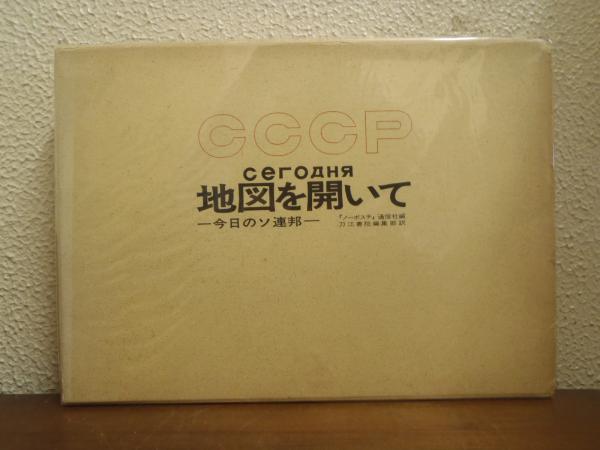 СССР
сегодня
地図を開いて
—今日のソ連邦—
『ノーボスチ』通信社編
刀江書院編集部訳